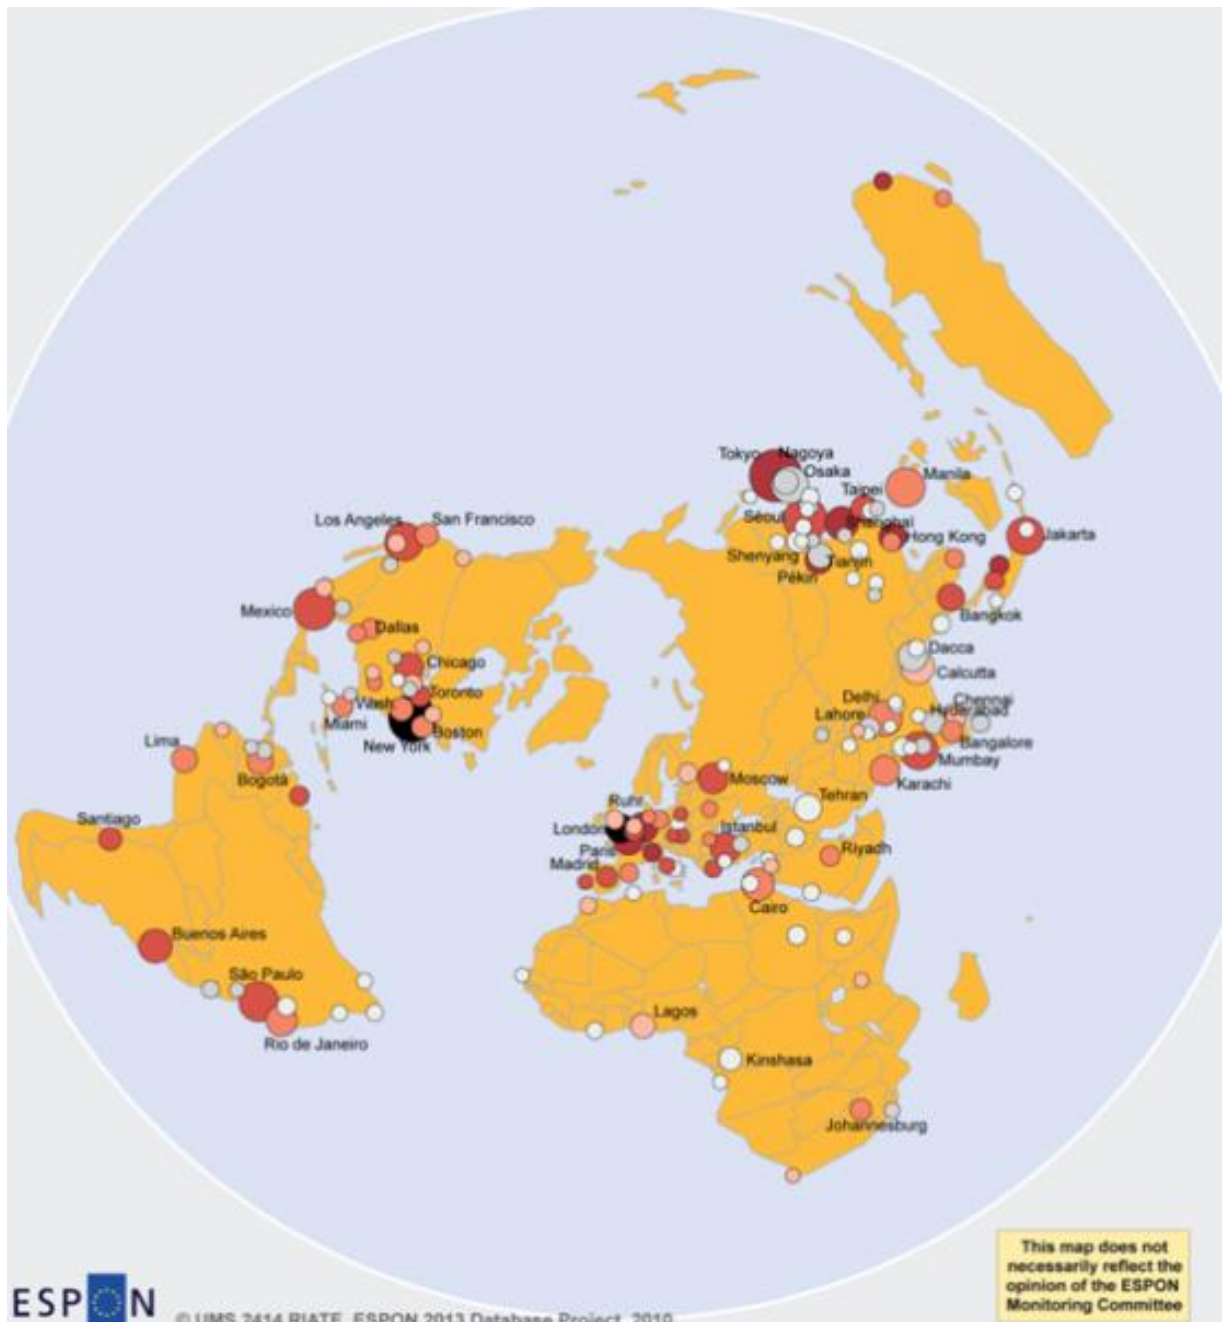 Tokyo
Nagoya
Osaka
Taipei
Manila
Séoul
Shanghai
Hong Kong
Jakarta
Shenyang
Tianjin
Pékin
Los Angeles
San Francisco
Mexico
Dallas
Bangkok
Dacca
Calcutta
Chicago
Toronto
Wash
Miami
Boston
New York
Delhi
Lahore
Chennai
Hyderabad
Bangalore
Mumbay
Karachi
Lima
Bogotá
Moscow
Tehran
Ruhr
London
Istanbul
Paris
Madrid
Riyadh
Santiago
Cairo
Buenos Aires
São Paulo
Rio de Janeiro
Lagos
Kinshasa
Johannesburg
This map does not
necessarily reflect the
opinion of the ESPON
Monitoring Committee
ESPON
© UMS 2414 RIATE, ESPON 2013 Database Project, 2010